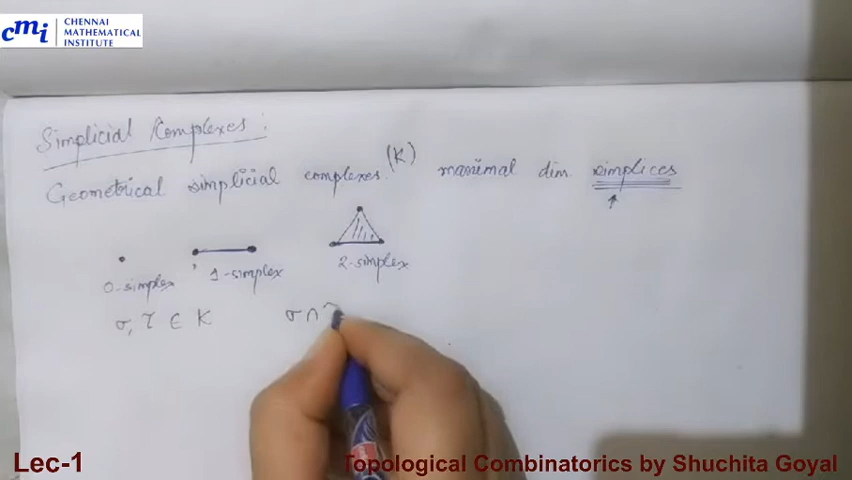 cmi CHENNAI
MATHEMATICAL
INSTITUTE
Simplicial Complexes :
Geometrical simplicial complexes (K) maximal dim. simplices
0-simplex 1-simplex 2-simplex
σ, τ ∈ K σ ∩ τ
Lec-1 Topological Combinatorics by Shuchita Goyal